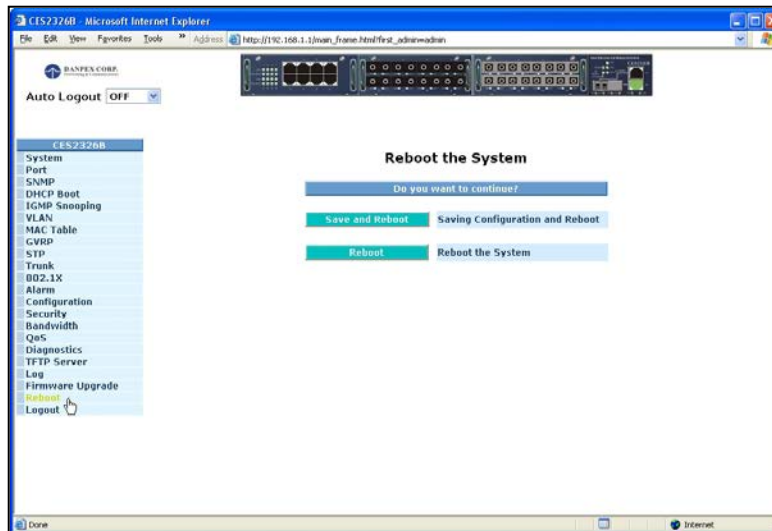 CES2326B - Microsoft Internet Explorer
File Edit View Favorites Tools » Address http://192.168.1.1/main_frame.html?first_admin=admin
DANPEX CORP.
Auto Logout OFF
CES2326B
System
Port
SNMP
DHCP Boot
IGMP Snooping
VLAN
MAC Table
GVRP
STP
Trunk
802.1X
Alarm
Configuration
Security
Bandwidth
QoS
Diagnostics
TFTP Server
Log
Firmware Upgrade
Reboot
Logout
Reboot the System
Do you want to continue?
Save and Reboot Saving Configuration and Reboot
Reboot Reboot the System
Done Internet